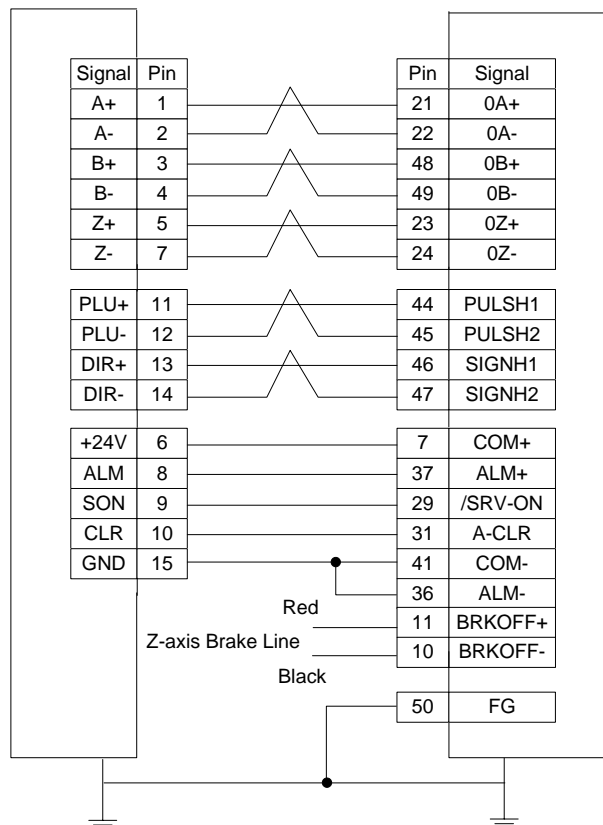 Signal Pin Pin Signal
A+ 1 21 0A+
A- 2 22 0A-
B+ 3 48 0B+
B- 4 49 0B-
Z+ 5 23 0Z+
Z- 7 24 0Z-
PLU+ 11 44 PULSH1
PLU- 12 45 PULSH2
DIR+ 13 46 SIGNH1
DIR- 14 47 SIGNH2
+24V 6 7 COM+
ALM 8 37 ALM+
SON 9 29 /SRV-ON
CLR 10 31 A-CLR
GND 15 41 COM-
36 ALM-
Red 11 BRKOFF+
Z-axis Brake Line 10 BRKOFF-
Black
50 FG